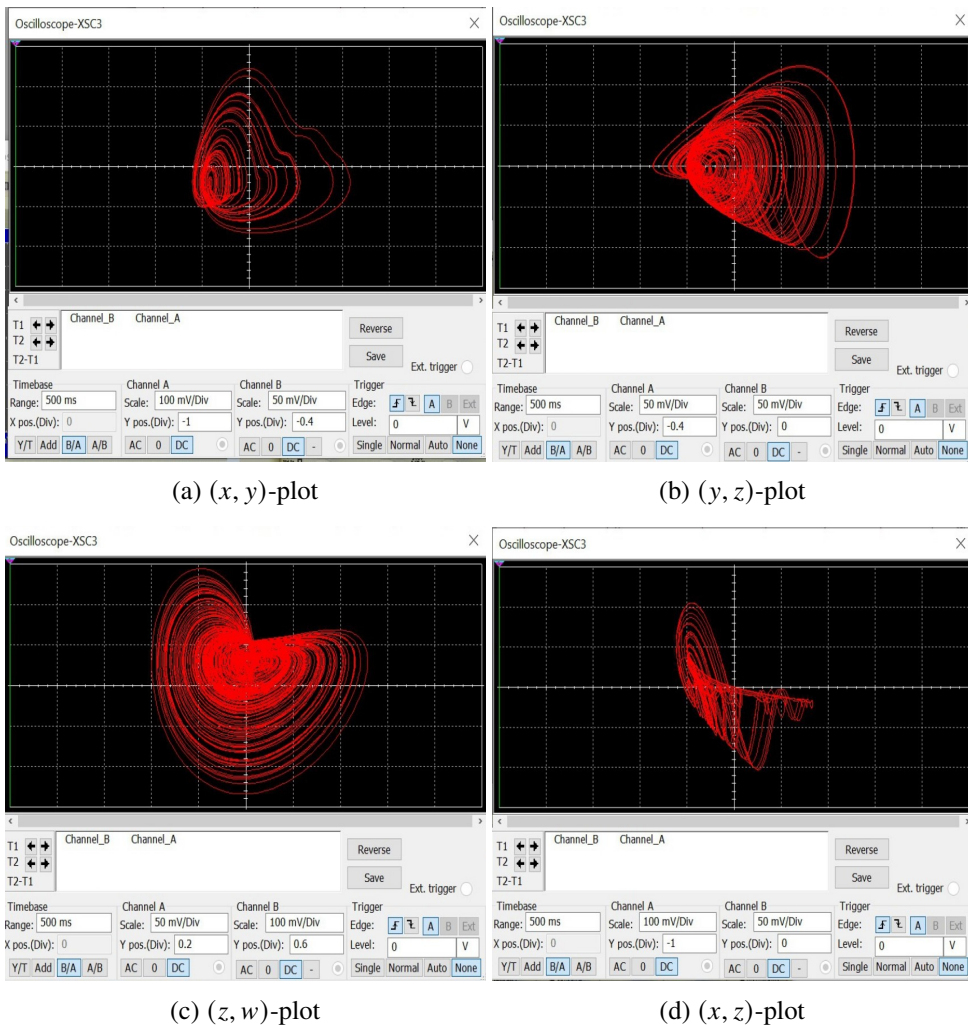 Oscilloscope-XSC3
T1 Channel_B Channel_A
T2
T2-T1
Reverse
Save
Ext. trigger
Timebase Channel A Channel B Trigger
Range: 500 ms Scale: 100 mV/Div Scale: 50 mV/Div Edge: A B Ext
X pos.(Div): 0 Y pos.(Div): -1 Y pos.(Div): -0.4 Level: 0 V
Y/T Add B/A A/B AC 0 DC AC 0 DC - Single Normal Auto None
(a) (x, y)-plot
Oscilloscope-XSC3
T1 Channel_B Channel_A
T2
T2-T1
Reverse
Save
Ext. trigger
Timebase Channel A Channel B Trigger
Range: 500 ms Scale: 50 mV/Div Scale: 50 mV/Div Edge: A B Ext
X pos.(Div): 0 Y pos.(Div): -0.4 Y pos.(Div): 0 Level: 0 V
Y/T Add B/A A/B AC 0 DC AC 0 DC - Single Normal Auto None
(b) (y, z)-plot
Oscilloscope-XSC3
T1 Channel_B Channel_A
T2
T2-T1
Reverse
Save
Ext. trigger
Timebase Channel A Channel B Trigger
Range: 500 ms Scale: 50 mV/Div Scale: 100 mV/Div Edge: A B Ext
X pos.(Div): 0 Y pos.(Div): 0.2 Y pos.(Div): 0.6 Level: 0 V
Y/T Add B/A A/B AC 0 DC AC 0 DC - Single Normal Auto None
(c) (z, w)-plot
Oscilloscope-XSC3
T1 Channel_B Channel_A
T2
T2-T1
Reverse
Save
Ext. trigger
Timebase Channel A Channel B Trigger
Range: 500 ms Scale: 100 mV/Div Scale: 50 mV/Div Edge: A B Ext
X pos.(Div): 0 Y pos.(Div): -1 Y pos.(Div): 0 Level: 0 V
Y/T Add B/A A/B AC 0 DC AC 0 DC - Single Normal Auto None
(d) (x, z)-plot